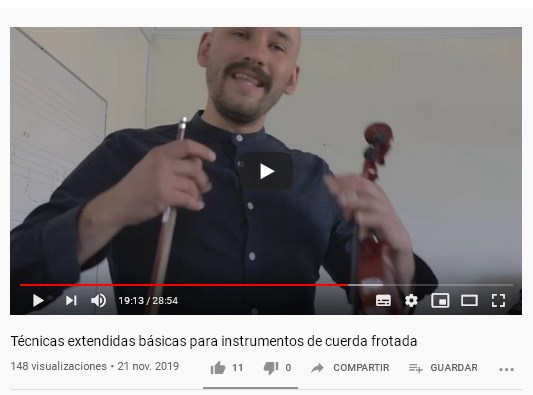 19:13 / 28:54
Técnicas extendidas básicas para instrumentos de cuerda frotada
148 visualizaciones • 21 nov. 2019 11 0 COMPARTIR GUARDAR